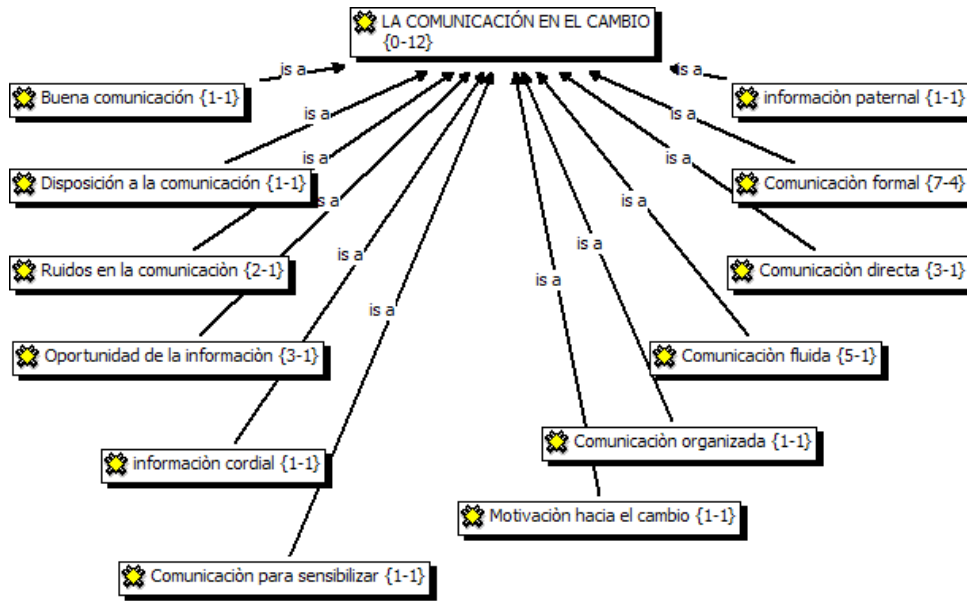 LA COMUNICACIÓN EN EL CAMBIO
{0-12}
is a
is a
Buena comunicación {1-1}
informaciòn paternal {1-1}
is a
is a
is a
is a
Disposición a la comunicación {1-1}
Comunicaciòn formal {7-4}
is a
is a
is a
is a
Ruidos en la comunicaciòn {2-1}
Comunicaciòn directa {3-1}
is a
is a
Oportunidad de la informaciòn {3-1}
Comunicaciòn fluida {5-1}
Comunicaciòn organizada {1-1}
informaciòn cordial {1-1}
Motivaciòn hacia el cambio {1-1}
Comunicaciòn para sensibilizar {1-1}